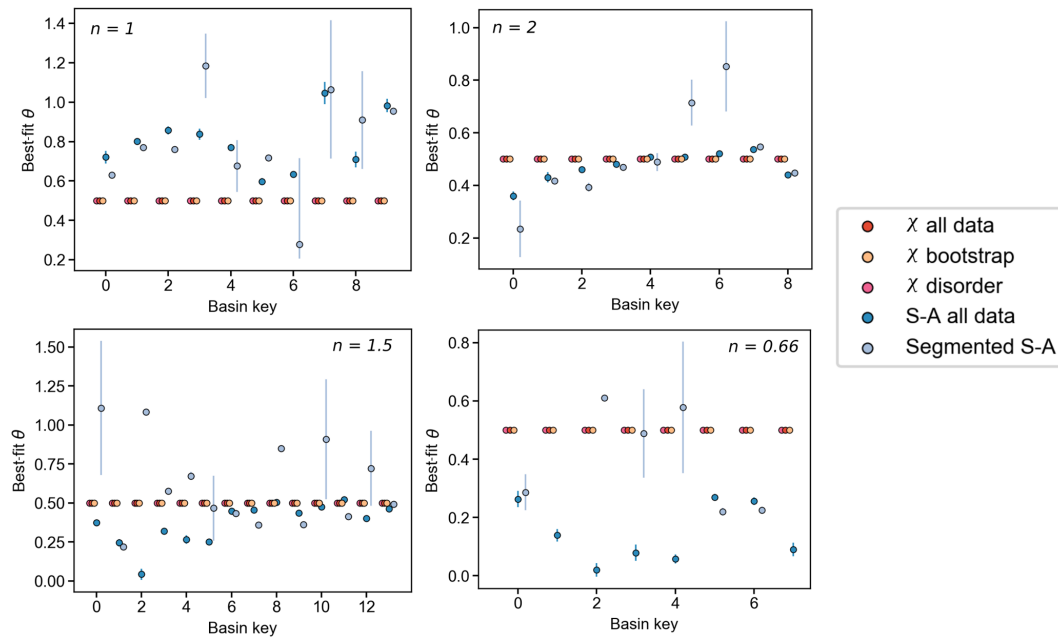 n = 1
1.4
1.2
1.0
0.8
0.6
0.4
0.2
Best-fit θ
0 2 4 6 8
Basin key
n = 2
1.0
0.8
0.6
0.4
0.2
Best-fit θ
0 2 4 6 8
Basin key
n = 1.5
1.50
1.25
1.00
0.75
0.50
0.25
0.00
Best-fit θ
0 2 4 6 8 10 12
Basin key
n = 0.66
0.8
0.6
0.4
0.2
0.0
Best-fit θ
0 2 4 6
Basin key
χ all data
χ bootstrap
χ disorder
S-A all data
Segmented S-A